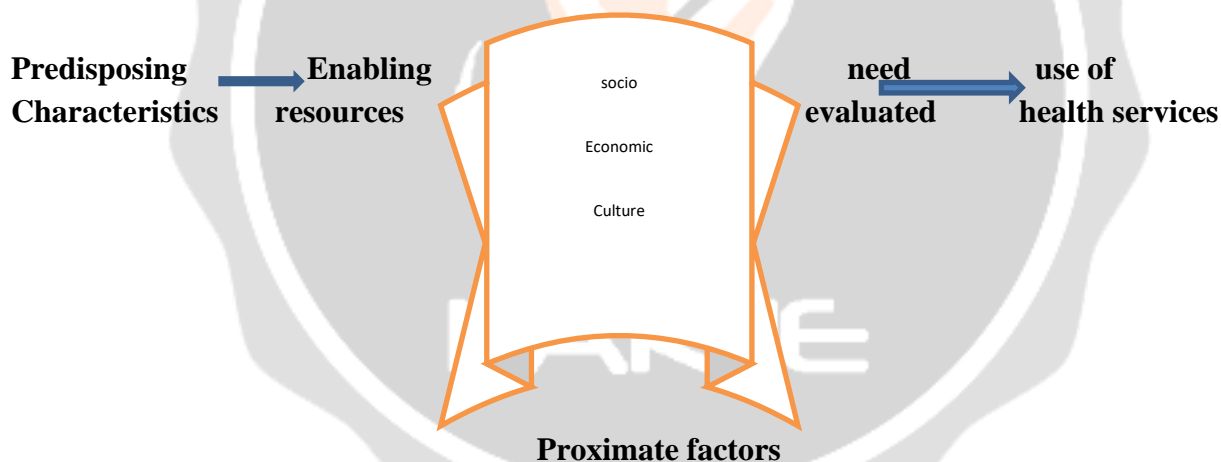 Predisposing Enabling socio need use of
Characteristics resources evaluated health services
Economic
Culture
Proximate factors